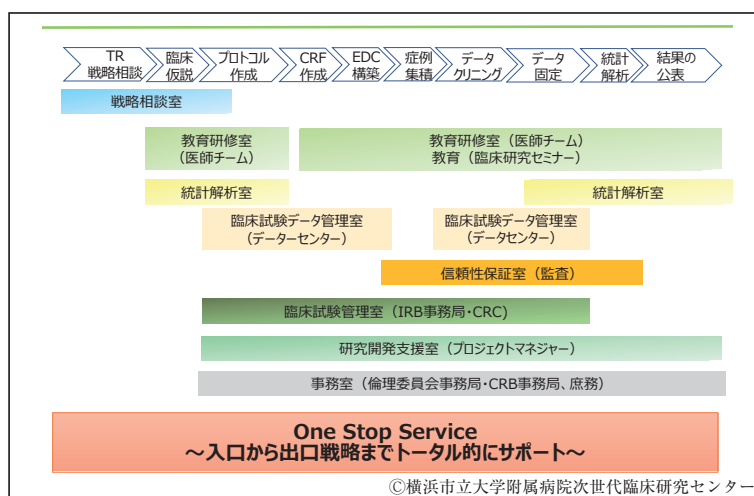 TR
戦略相談
臨床
仮説
プロトコル
作成
CRF
作成
EDC
構築
症例
集積
データ
クリニング
データ
固定
統計
解析
結果の
公表
戦略相談室
教育研修室
(医師チーム)
教育研修室(医師チーム)
教育(臨床研究セミナー)
統計解析室
統計解析室
臨床試験データ管理室
(データーセンター)
臨床試験データ管理室
(データセンター)
信頼性保証室(監査)
臨床試験管理室(IRB事務局・CRC)
研究開発支援室(プロジェクトマネジャー)
事務室(倫理委員会事務局・CRB事務局、庶務)
One Stop Service
～入口から出口戦略までトータル的にサポート～
©横浜市立大学附属病院次世代臨床研究センター